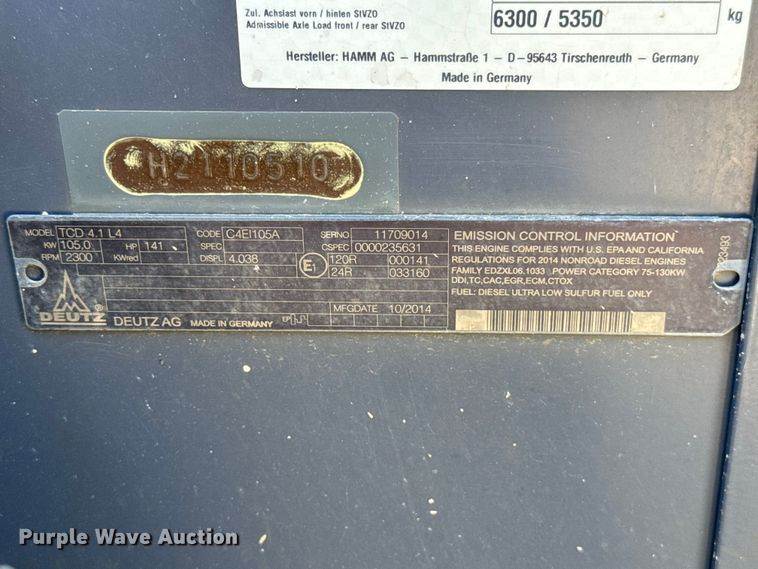 Zul. Achslast vorn / hinten StVZO
Admissible Axle Load front / rear StVZO
6300 / 5350
kg
Hersteller: HAMM AG – Hammstraße 1 – D – 95643 Tirschenreuth – Germany
Made in Germany
H2110510
MODEL TCD 4.1 L4 CODE C4EI105A SERNO 11709014
KW 105,0 HP 141 SPEC CSPEC 0000235631
RPM 2300 KWred DISPL 4.038 E1 120R 000141
24R 033160
MFGDATE 10/2014
DEUTZ
DEUTZ AG MADE IN GERMANY
EMISSION CONTROL INFORMATION
THIS ENGINE COMPLIES WITH U.S. EPA AND CALIFORNIA
REGULATIONS FOR 2014 NONROAD DIESEL ENGINES
FAMILY EDZXL06.1033 , POWER CATEGORY 75-130KW
DDI,TC,CAC,EGR,ECM,CTOX
FUEL: DIESEL ULTRA LOW SULFUR FUEL ONLY
Purple Wave Auction